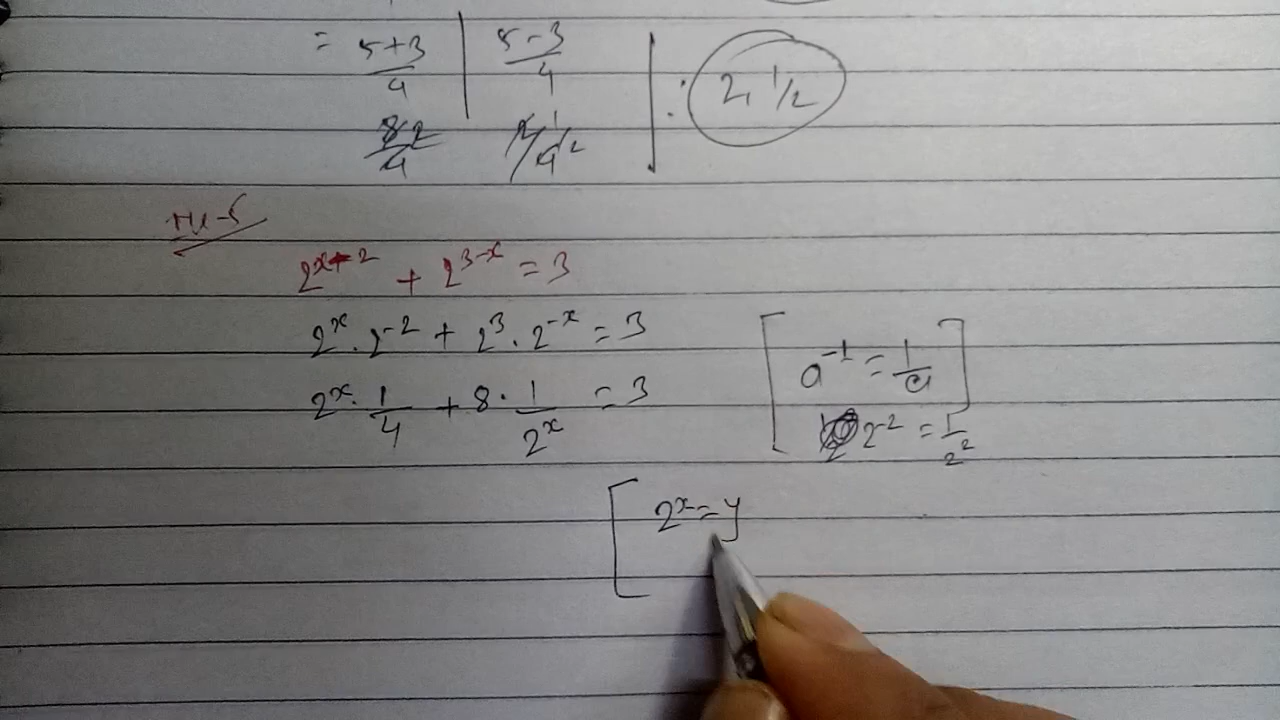 = 5+3/4 | 5-3/4 | ∴ 2, 1/2
8/4 2 2/4 1/2
2^(x-2) + 2^(3-x) = 3
2^x . 2^-2 + 2^3 . 2^-x = 3
2^x . 1/4 + 8 . 1/2^x = 3
[ a^-1 = 1/a ]
2^-2 = 1/2^2
[ 2^x = y ]